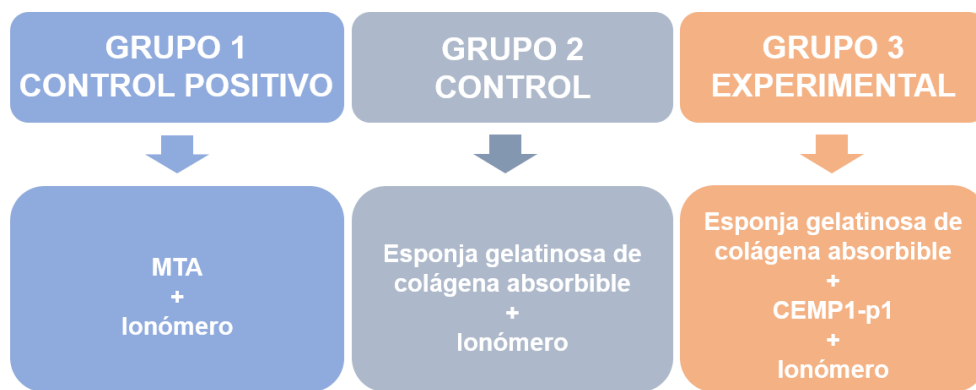 GRUPO 1
CONTROL POSITIVO
GRUPO 2
CONTROL
GRUPO 3
EXPERIMENTAL
MTA
+
Ionómero
Esponja gelatinosa de
colágena absorbible
+
Ionómero
Esponja gelatinosa de
colágena absorbible
+
CEMP1-p1
+
Ionómero